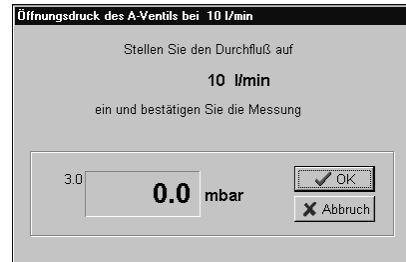 Öffnungsdruck des A-Ventils bei 10 l/min
Stellen Sie den Durchfluß auf
10 l/min
ein und bestätigen Sie die Messung
3.0
0.0 mbar
OK
Abbruch